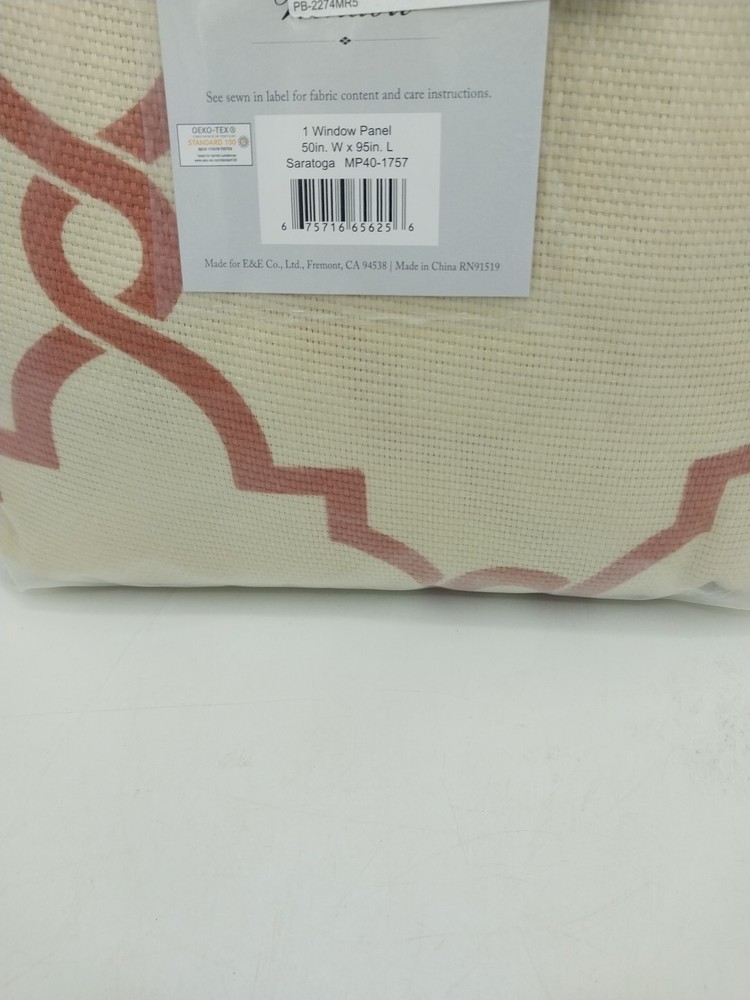 PB-2274MR5
See sewn in label for fabric content and care instructions.
OEKO-TEX®
STANDARD 100
1 Window Panel
50in. W x 95in. L
Saratoga MP40-1757
6 75716 65625 6
Made for E&E Co., Ltd., Fremont, CA 94538 | Made in China RN91519